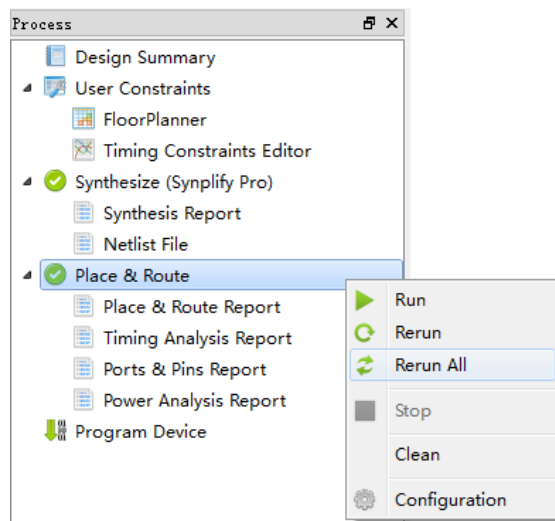 Process
Design Summary
User Constraints
FloorPlanner
Timing Constraints Editor
Synthesize (Synplify Pro)
Synthesis Report
Netlist File
Place & Route
Place & Route Report
Timing Analysis Report
Ports & Pins Report
Power Analysis Report
Program Device
Run
Rerun
Rerun All
Stop
Clean
Configuration